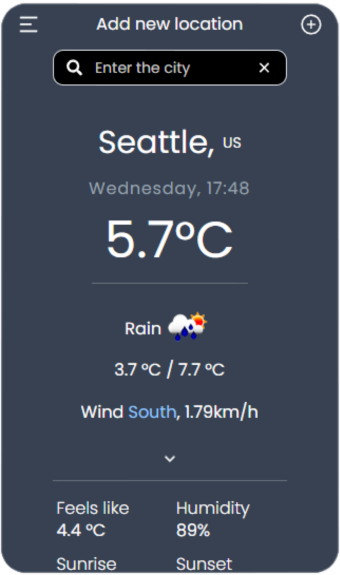 Add new location
Enter the city
Seattle, US
Wednesday, 17:48
5.7°C
Rain
3.7 °C / 7.7 °C
Wind South, 1.79km/h
Feels like Humidity
4.4 °C 89%
Sunrise Sunset